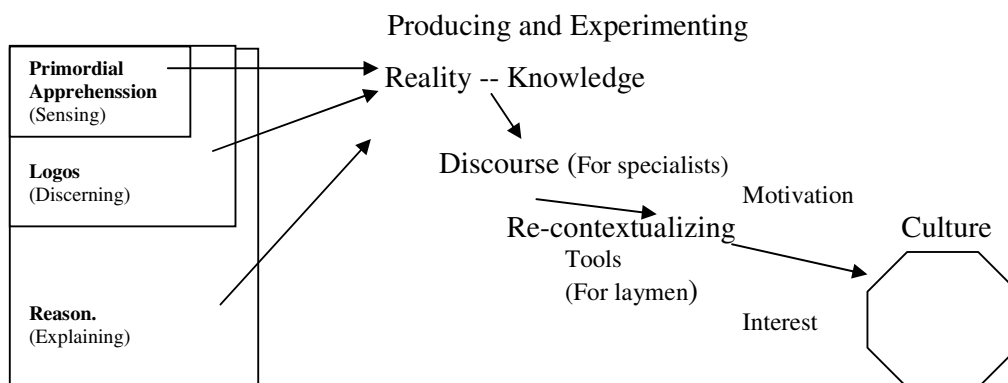 Producing and Experimenting
Primordial
Apprehenssion
(Sensing)
Reality -- Knowledge
Logos
(Discerning)
Discourse (For specialists)
Motivation
Re-contextualizing
Culture
Tools
(For laymen)
Reason.
(Explaining)
Interest